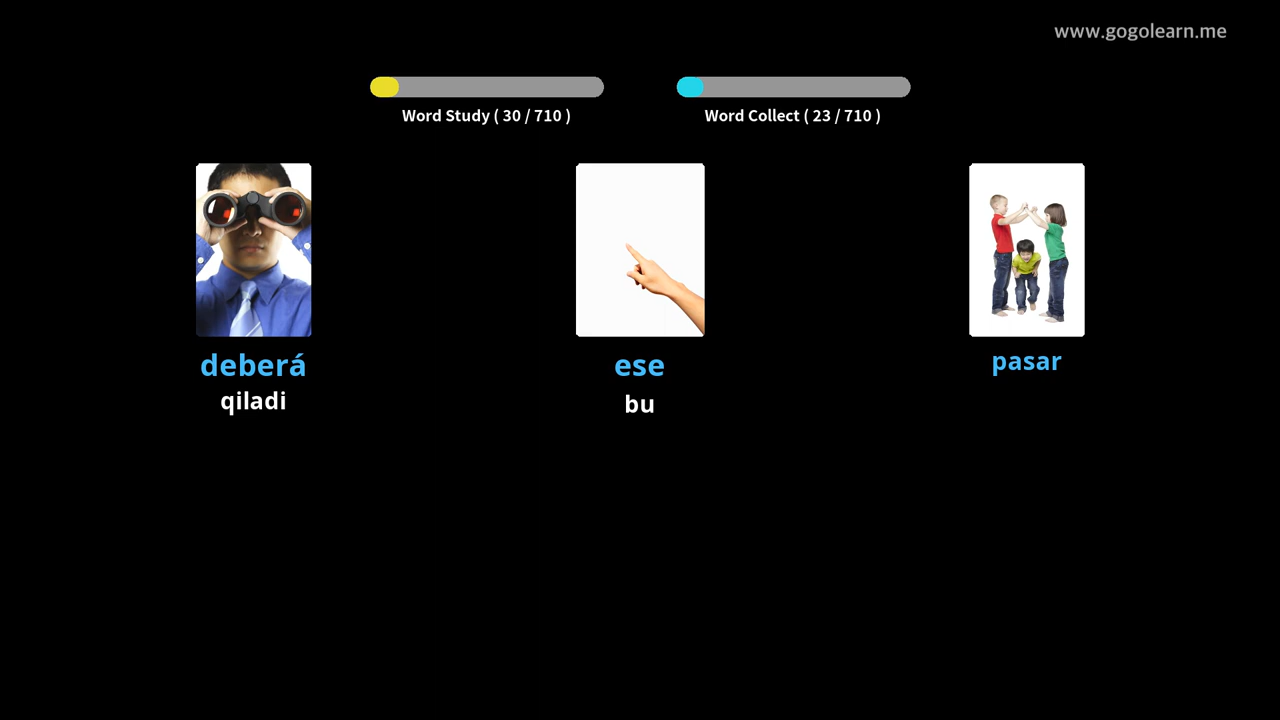 www.gogolearn.me
Word Study ( 30 / 710 )
Word Collect ( 23 / 710 )
deberá
qiladi
ese
bu
pasar